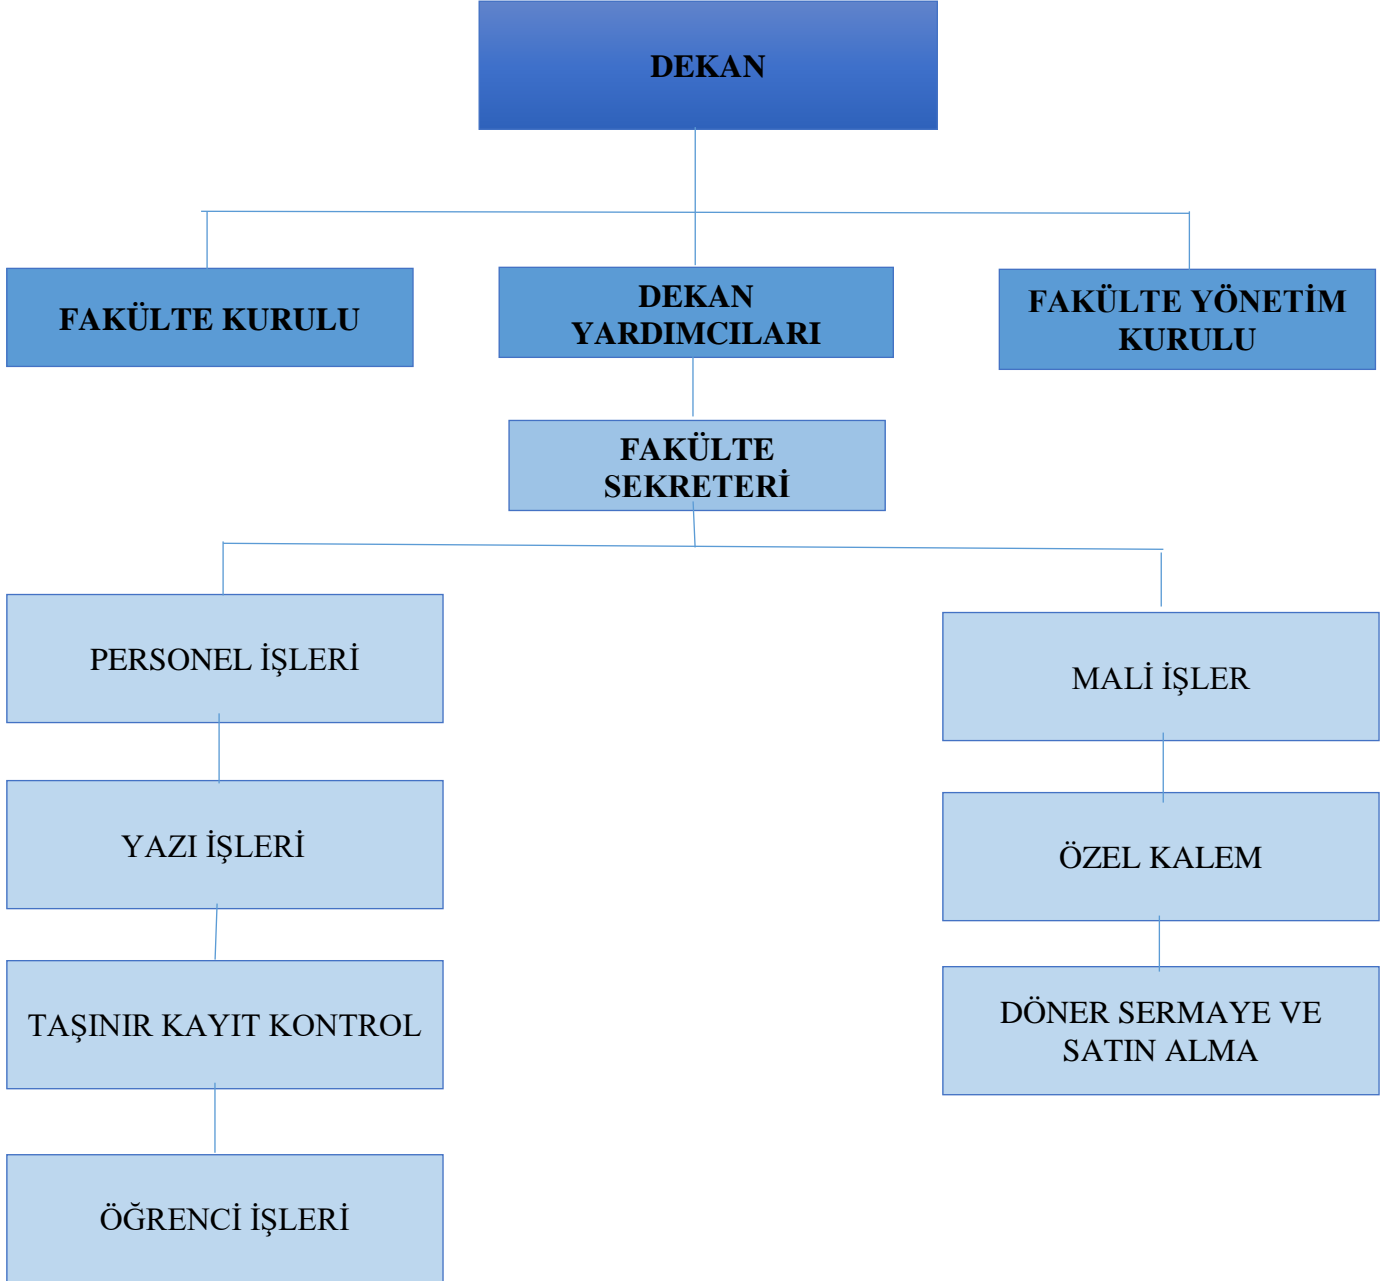 DEKAN
FAKÜLTE KURULU
DEKAN
YARDIMCILARI
FAKÜLTE YÖNETİM
KURULU
FAKÜLTE
SEKRETERİ
PERSONEL İŞLERİ
MALİ İŞLER
YAZI İŞLERİ
ÖZEL KALEM
TAŞINIR KAYIT KONTROL
DÖNER SERMAYE VE
SATIN ALMA
ÖĞRENCİ İŞLERİ